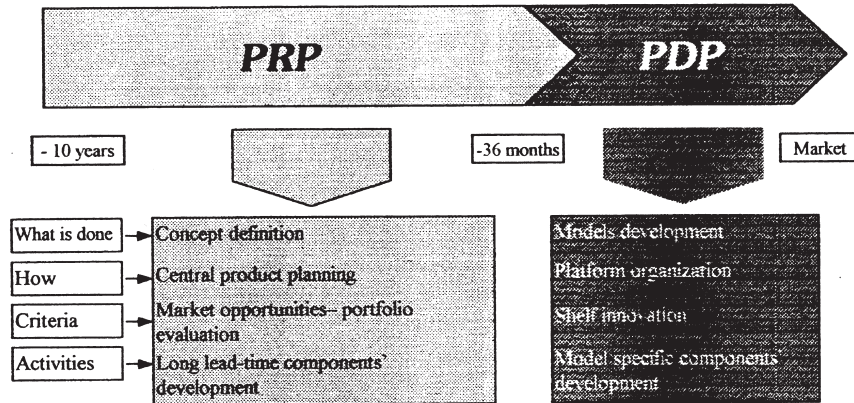 PRP
PDP
- 10 years
-36 months
Market
What is done
Concept definition
Models development
How
Central product planning
Platform organization
Criteria
Market opportunities– portfolio
evaluation
Shelf innovation
Activities
Long lead-time components'
development
Model specific components'
development